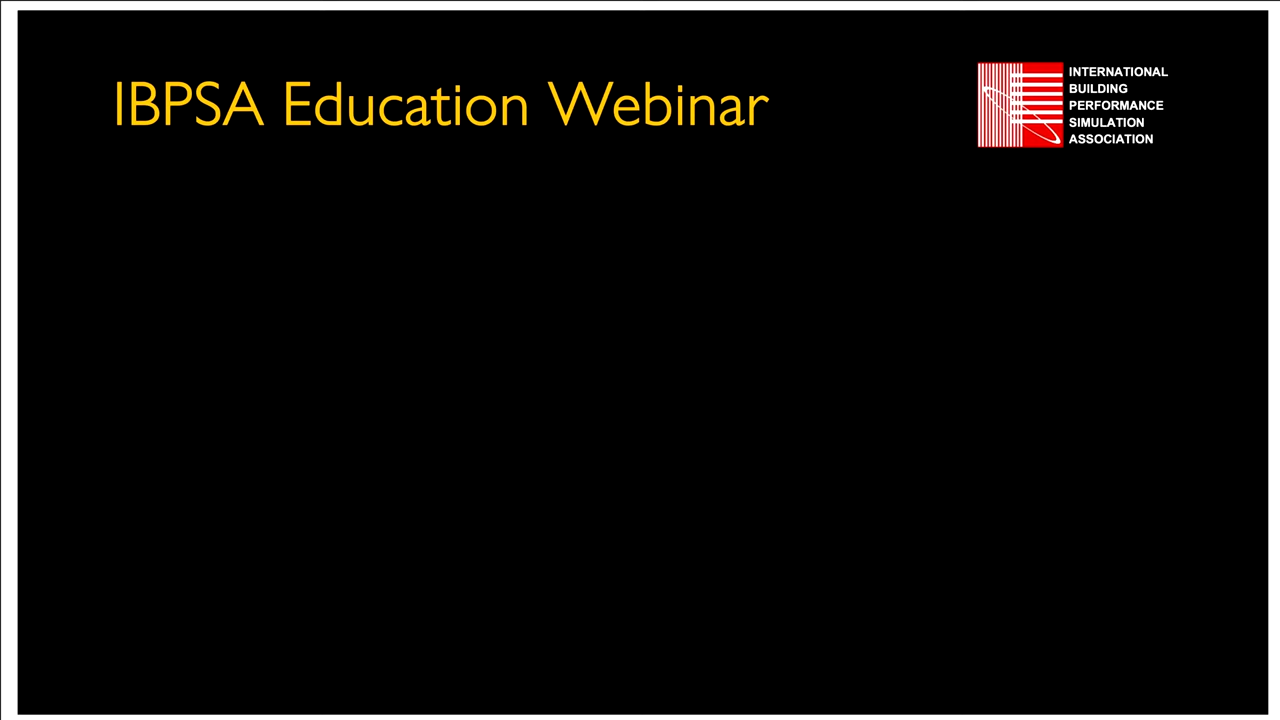 IBPSA Education Webinar
INTERNATIONAL
BUILDING
PERFORMANCE
SIMULATION
ASSOCIATION